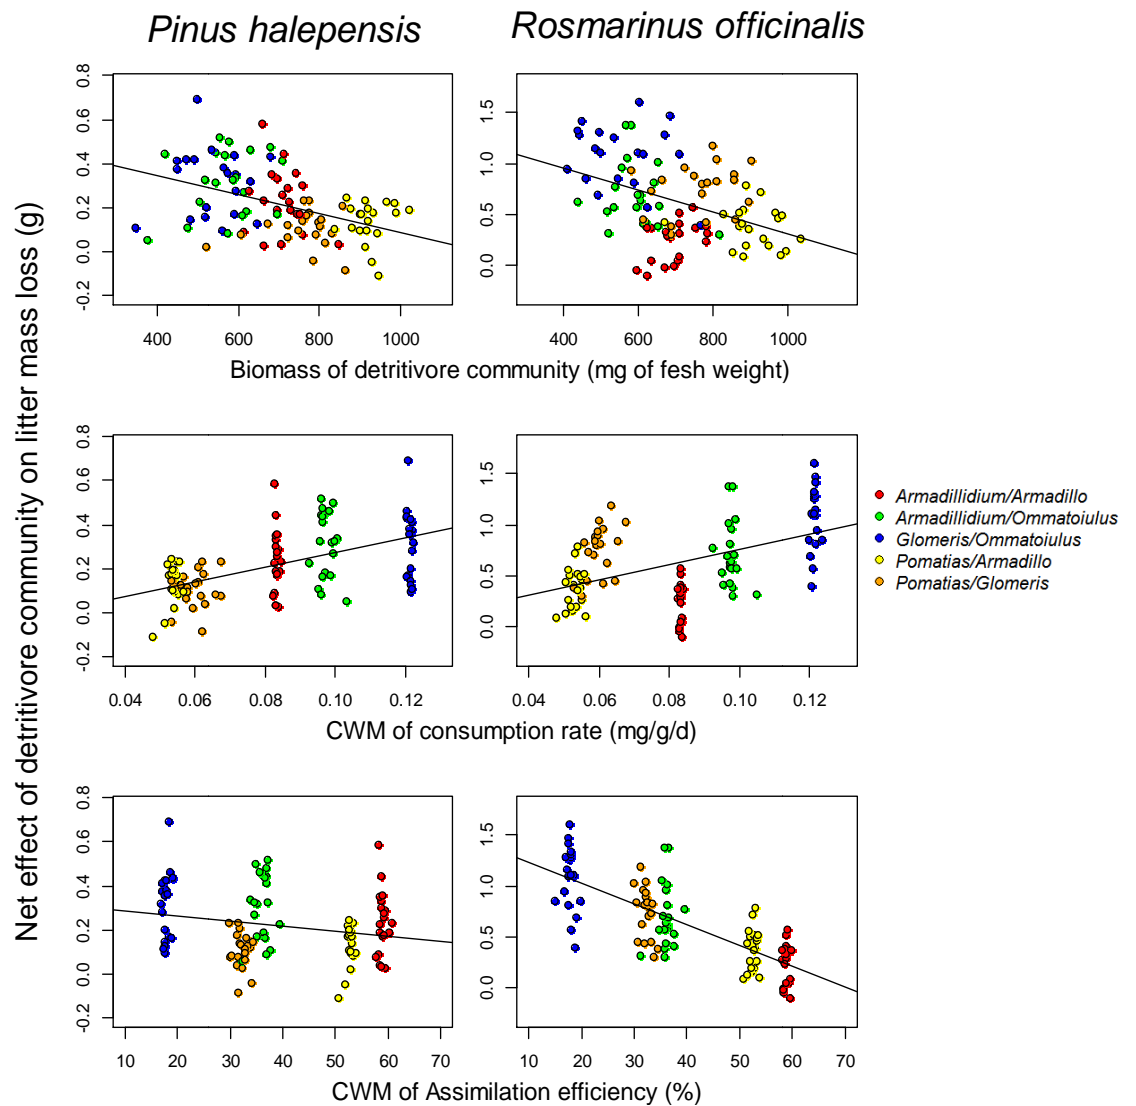 Pinus halepensis
Rosmarinus officinalis
Net effect of detritivore community on litter mass loss (g)
0.8
0.6
0.4
0.2
0.0
-0.2
400 600 800 1000
1.5
1.0
0.5
0.0
400 600 800 1000
Biomass of detritivore community (mg of fesh weight)
0.8
0.6
0.4
0.2
0.0
-0.2
0.04 0.06 0.08 0.10 0.12
1.5
1.0
0.5
0.0
0.04 0.06 0.08 0.10 0.12
CWM of consumption rate (mg/g/d)
Armadillidium/Armadillo
Armadillidium/Ommatoiulus
Glomeris/Ommatoiulus
Pomatias/Armadillo
Pomatias/Glomeris
0.8
0.6
0.4
0.2
0.0
-0.2
10 20 30 40 50 60 70
1.5
1.0
0.5
0.0
10 20 30 40 50 60 70
CWM of Assimilation efficiency (%)